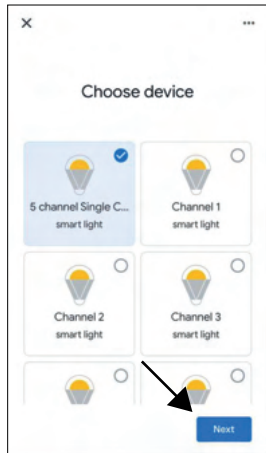 Choose device
5 channel Single C...
smart light
Channel 1
smart light
Channel 2
smart light
Channel 3
smart light
Next